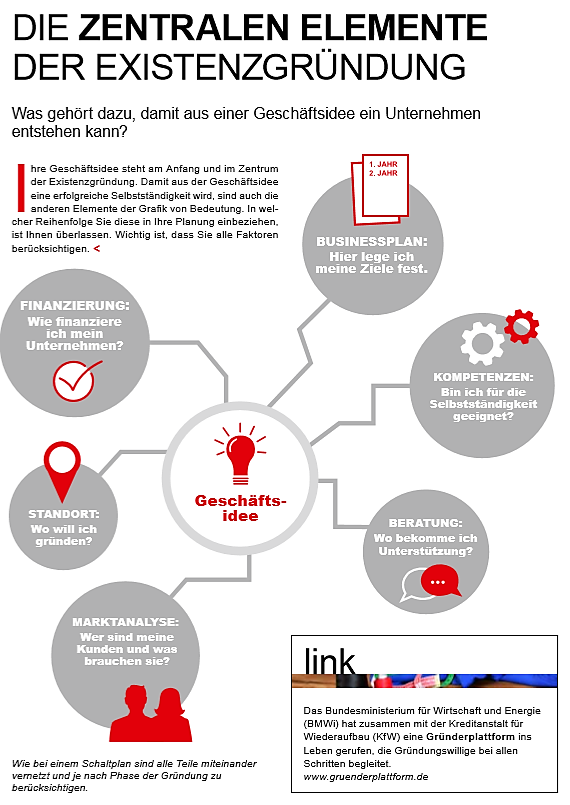 DIE ZENTRALEN ELEMENTE
DER EXISTENZGRÜNDUNG
Was gehört dazu, damit aus einer Geschäftsidee ein Unternehmen
entstehen kann?
Ihre Geschäftsidee steht am Anfang und im Zentrum
der Existenzgründung. Damit aus der Geschäftsidee
eine erfolgreiche Selbstständigkeit wird, sind auch die
anderen Elemente der Grafik von Bedeutung. In wel-
cher Reihenfolge Sie diese in Ihre Planung einbeziehen,
ist Ihnen überlassen. Wichtig ist, dass Sie alle Faktoren
berücksichtigen. <
1. JAHR
2. JAHR
BUSINESSPLAN:
Hier lege ich
meine Ziele fest.
FINANZIERUNG:
Wie finanziere
ich mein
Unternehmen?
KOMPETENZEN:
Bin ich für die
Selbstständigkeit
geeignet?
Geschäfts-
idee
STANDORT:
Wo will ich
gründen?
BERATUNG:
Wo bekomme ich
Unterstützung?
MARKTANALYSE:
Wer sind meine
Kunden und was
brauchen sie?
link
Das Bundesministerium für Wirtschaft und Energie
(BMWi) hat zusammen mit der Kreditanstalt für
Wiederaufbau (KfW) eine Gründerplattform ins
Leben gerufen, die Gründungswillige bei allen
Schritten begleitet.
www.gruenderplattform.de
Wie bei einem Schaltplan sind alle Teile miteinander
vernetzt und je nach Phase der Gründung zu
berücksichtigen.